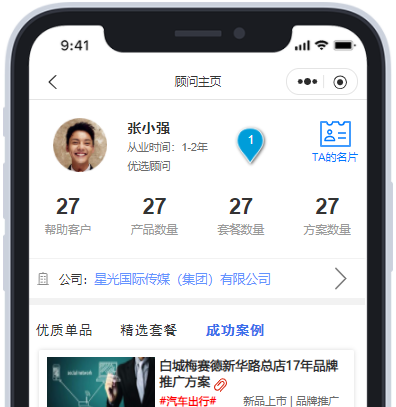 9:41
顾问主页
张小强
从业时间：1-2年
优选顾问
1
TA的名片
27 27 27 27
帮助客户 产品数量 套餐数量 方案数量
公司：星光国际传媒（集团）有限公司
优质单品 精选套餐 成功案例
白城梅赛德新华路总店17年品牌
推广方案
#汽车出行# 新品上市 | 品牌推广